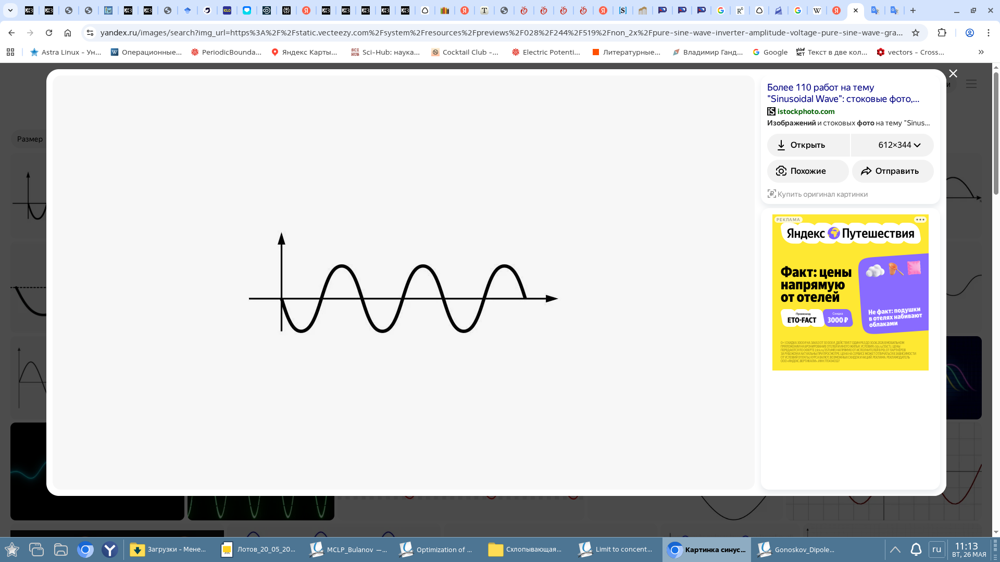 yandex.ru/images/search?img_url=https%3A%2F%2Fstatic.vecteezy.com%2Fsystem%2Fresources%2Fpreviews%2F028%2F244%2F519%2Fnon_2x%2Fpure-sine-wave-inverter-amplitude-voltage-pure-sine-wave-gra...
Astra Linux - Ун...
Операционные...
PeriodicBounda...
Яндекс Карты...
Sci-Hub: наука...
Cocktail Club -...
Electric Potenti...
Литературные...
Владимир Ганд...
Google
Текст в две кол...
vectors - Cross...
Размер
Более 110 работ на тему
"Sinusoidal Wave": стоковые фото,...
istockphoto.com
Изображений и стоковых фото на тему "Sinus...
Открыть
612×344
Похожие
Отправить
Купить оригинал картинки
РЕКЛАМА
Яндекс Путешествия
Факт: цены
напрямую
от отелей
Промокод
ETO-FACT
Скидка
3000 ₽
Не факт: подушки
в отелях набивают
облаками
Загрузки - Мене...
Лотов_20_05_20...
MCLP_Bulanov —...
Optimization of ...
Схлопывающая...
Limit to concent...
Картинка синус...
Gonoskov_Dipole...
ru
11:13
ВТ, 26 МАЯ